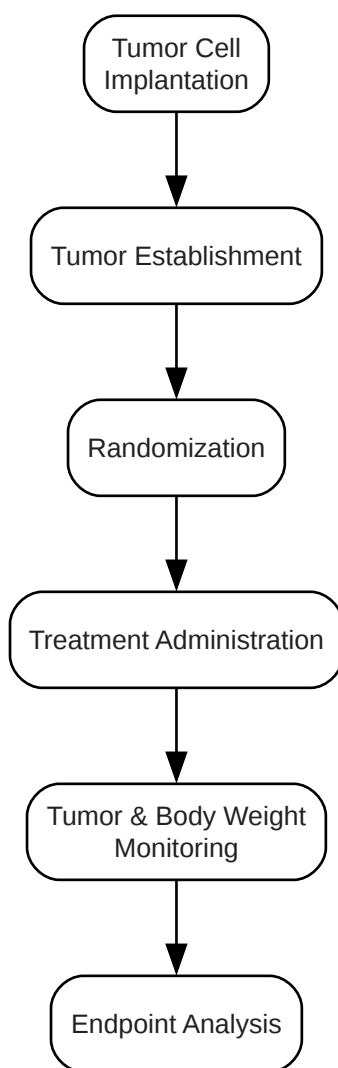 Tumor Cell
Implantation
Tumor Establishment
Randomization
Treatment Administration
Tumor & Body Weight
Monitoring
Endpoint Analysis